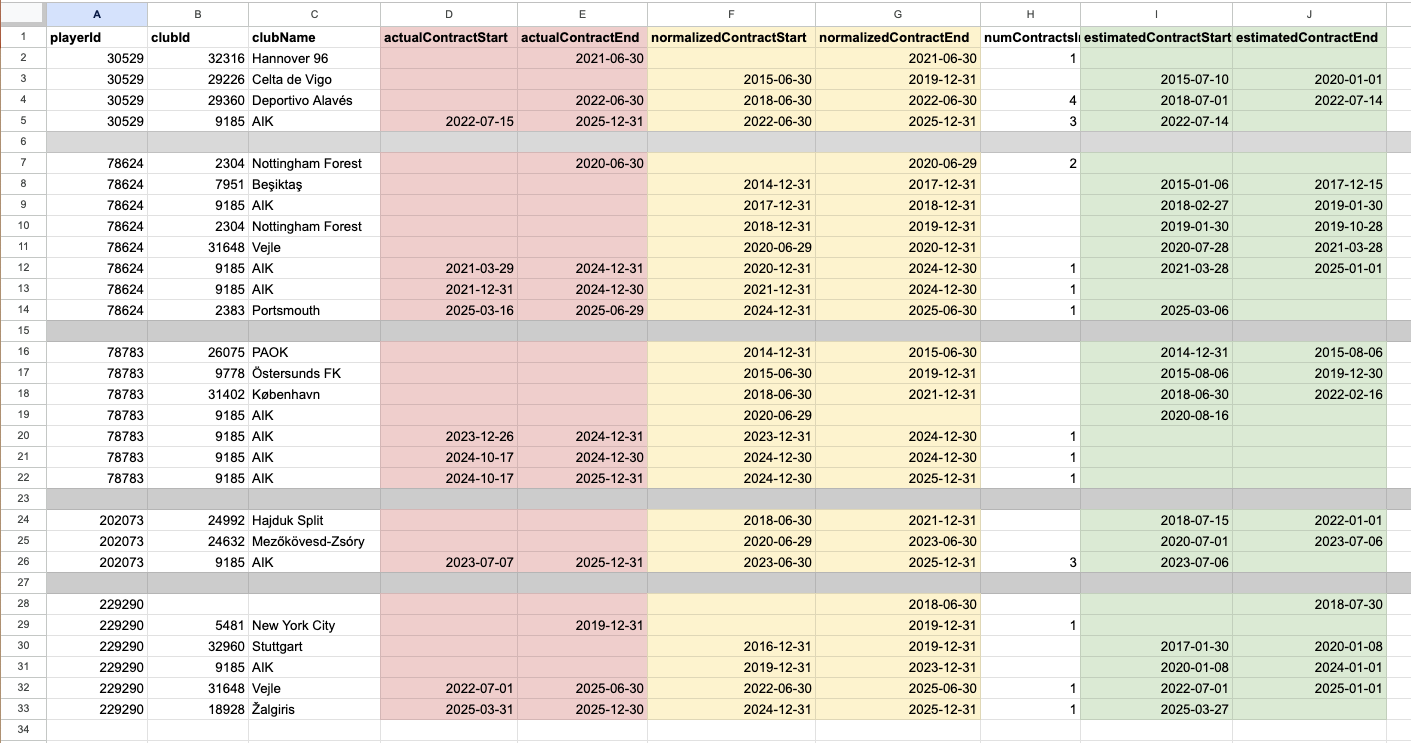 A B C D E F G H I J
1 playerId clubId clubName actualContractStart actualContractEnd normalizedContractStart normalizedContractEnd numContractsI estimatedContractStart estimatedContractEnd
2 30529 32316 Hannover 96 2021-06-30 2021-06-30 1
3 30529 29226 Celta de Vigo 2015-06-30 2019-12-31 2015-07-10 2020-01-01
4 30529 29360 Deportivo Alavés 2022-06-30 2018-06-30 2022-06-30 4 2018-07-01 2022-07-14
5 30529 9185 AIK 2022-07-15 2025-12-31 2022-06-30 2025-12-31 3 2022-07-14
6
7 78624 2304 Nottingham Forest 2020-06-30 2020-06-29 2
8 78624 7951 Beşiktaş 2014-12-31 2017-12-31 2015-01-06 2017-12-15
9 78624 9185 AIK 2017-12-31 2018-12-31 2018-02-27 2019-01-30
10 78624 2304 Nottingham Forest 2018-12-31 2019-12-31 2019-01-30 2019-10-28
11 78624 31648 Vejle 2020-06-29 2020-12-31 2020-07-28 2021-03-28
12 78624 9185 AIK 2021-03-29 2024-12-31 2020-12-31 2024-12-30 1 2021-03-28 2025-01-01
13 78624 9185 AIK 2021-12-31 2024-12-30 2021-12-31 2024-12-30 1
14 78624 2383 Portsmouth 2025-03-16 2025-06-29 2024-12-31 2025-06-30 1 2025-03-06
15
16 78783 26075 PAOK 2014-12-31 2015-06-30 2014-12-31 2015-08-06
17 78783 9778 Östersunds FK 2015-06-30 2019-12-31 2015-08-06 2019-12-30
18 78783 31402 København 2018-06-30 2021-12-31 2018-06-30 2022-02-16
19 78783 9185 AIK 2020-06-29 2020-08-16
20 78783 9185 AIK 2023-12-26 2024-12-31 2023-12-31 2024-12-30 1
21 78783 9185 AIK 2024-10-17 2024-12-31 2024-12-30 2024-12-30 1
22 78783 9185 AIK 2024-10-17 2025-12-31 2024-12-30 2025-12-31 1
23
24 202073 24992 Hajduk Split 2018-06-30 2021-12-31 2018-07-15 2022-01-01
25 202073 24632 Mezőkövesd-Zsóry 2020-06-29 2023-06-30 2020-07-01 2023-07-06
26 202073 9185 AIK 2023-07-07 2025-12-31 2023-06-30 2025-12-31 3 2023-07-06
27
28 229290 2018-06-30 2018-07-30
29 229290 5481 New York City 2019-12-31 2019-12-31 1
30 229290 32960 Stuttgart 2016-12-31 2019-12-31 2017-01-30 2020-01-08
31 229290 9185 AIK 2019-12-31 2023-12-31 2020-01-08 2024-01-01
32 229290 31648 Vejle 2022-07-01 2025-06-30 2022-06-30 2025-06-30 1 2022-07-01 2025-01-01
33 229290 18928 Žalgiris 2025-03-31 2025-12-30 2024-12-31 2025-12-31 1 2025-03-27
34